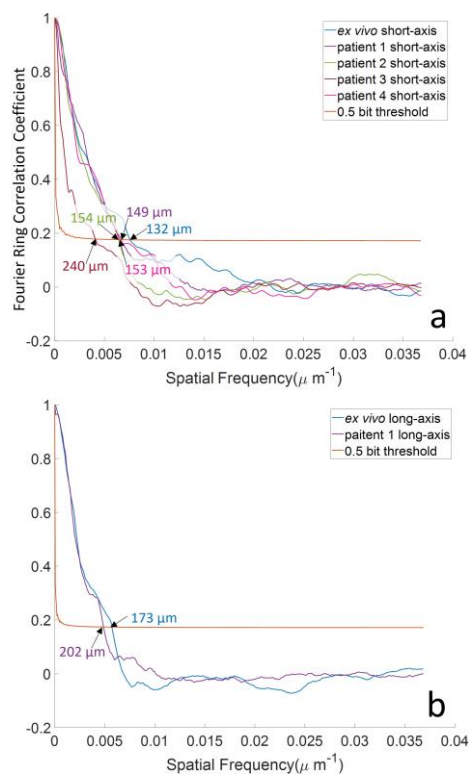 1
0.8
0.6
0.4
0.2
0
-0.2
Fourier Ring Correlation Coefficient
ex vivo short-axis
patient 1 short-axis
patient 2 short-axis
patient 3 short-axis
patient 4 short-axis
0.5 bit threshold
149 µm
154 µm
132 µm
240 µm
153 µm
a
0 0.005 0.01 0.015 0.02 0.025 0.03 0.035 0.04
Spatial Frequency(μ m⁻¹)
1
0.8
0.6
0.4
0.2
0
-0.2
ex vivo long-axis
paitent 1 long-axis
0.5 bit threshold
173 µm
202 µm
b
0 0.005 0.01 0.015 0.02 0.025 0.03 0.035 0.04
Spatial Frequency(μ m⁻¹)